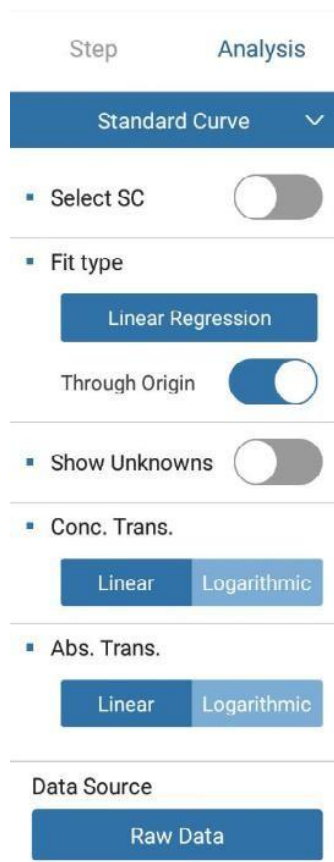 Step Analysis
Standard Curve
Select SC
Fit type
Linear Regression
Through Origin
Show Unknowns
Conc. Trans.
Linear Logarithmic
Abs. Trans.
Linear Logarithmic
Data Source
Raw Data